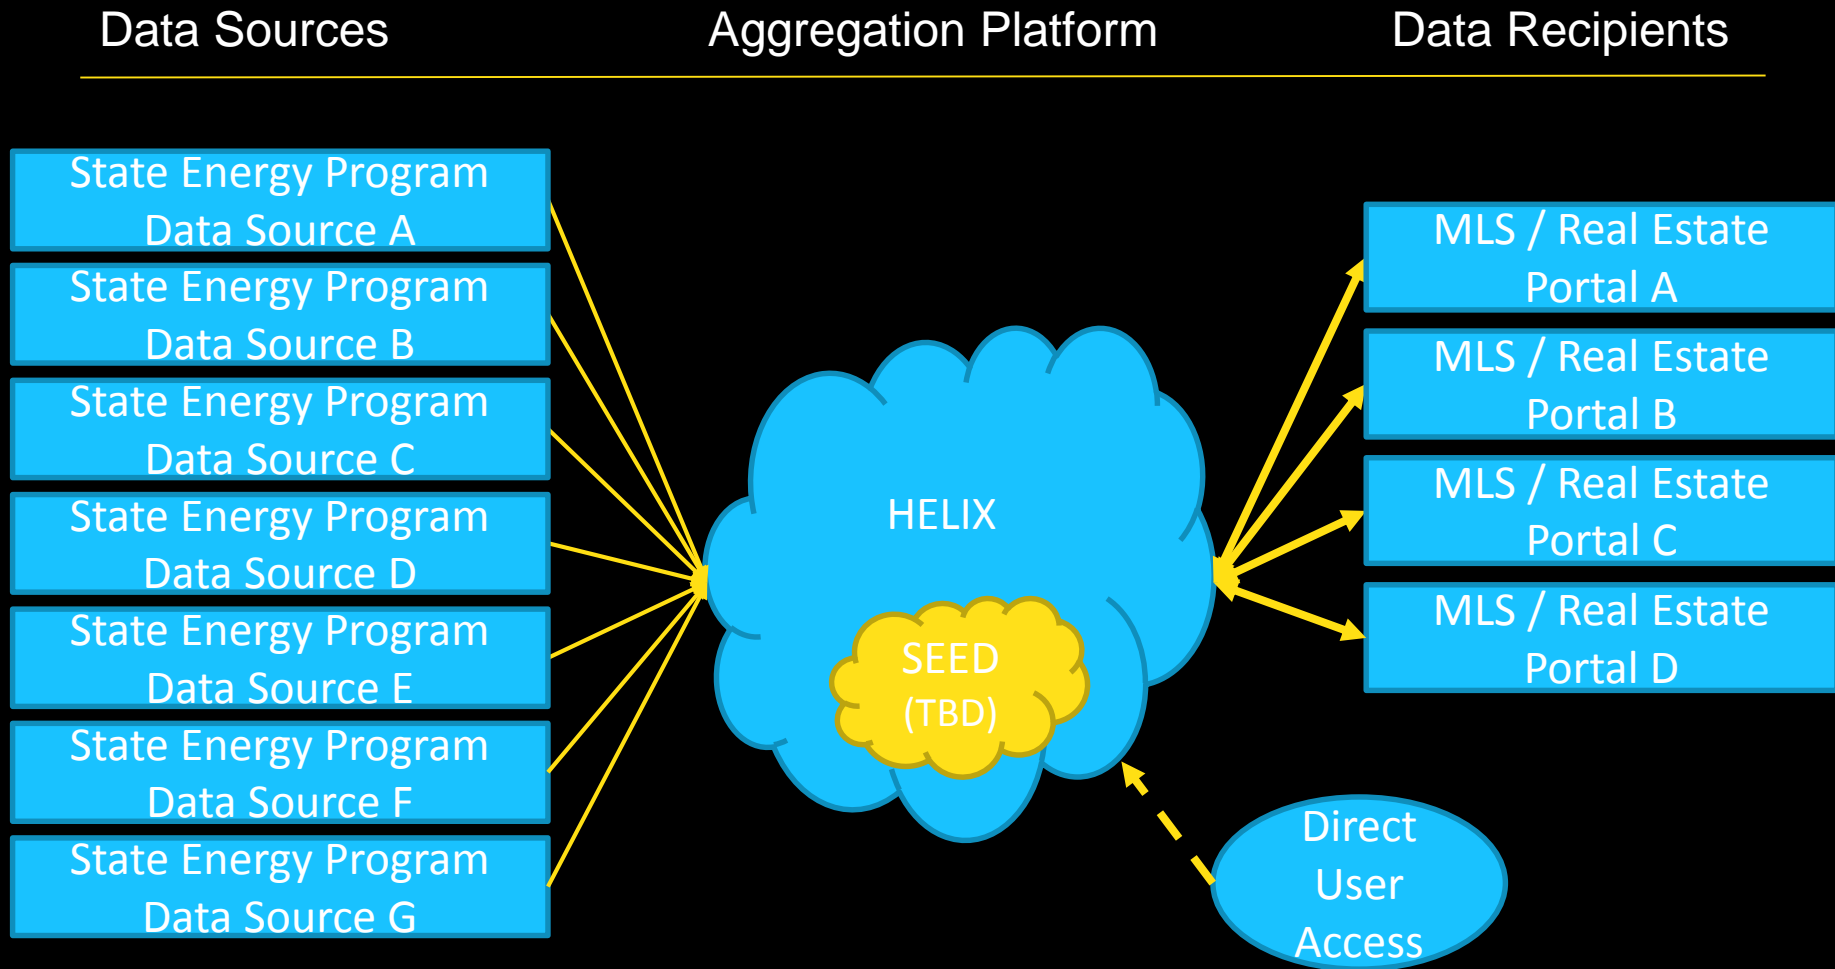 Data Sources
Aggregation Platform
Data Recipients
State Energy Program
Data Source A
State Energy Program
Data Source B
State Energy Program
Data Source C
State Energy Program
Data Source D
State Energy Program
Data Source E
State Energy Program
Data Source F
State Energy Program
Data Source G
HELIX
SEED
(TBD)
MLS / Real Estate
Portal A
MLS / Real Estate
Portal B
MLS / Real Estate
Portal C
MLS / Real Estate
Portal D
Direct
User
Access